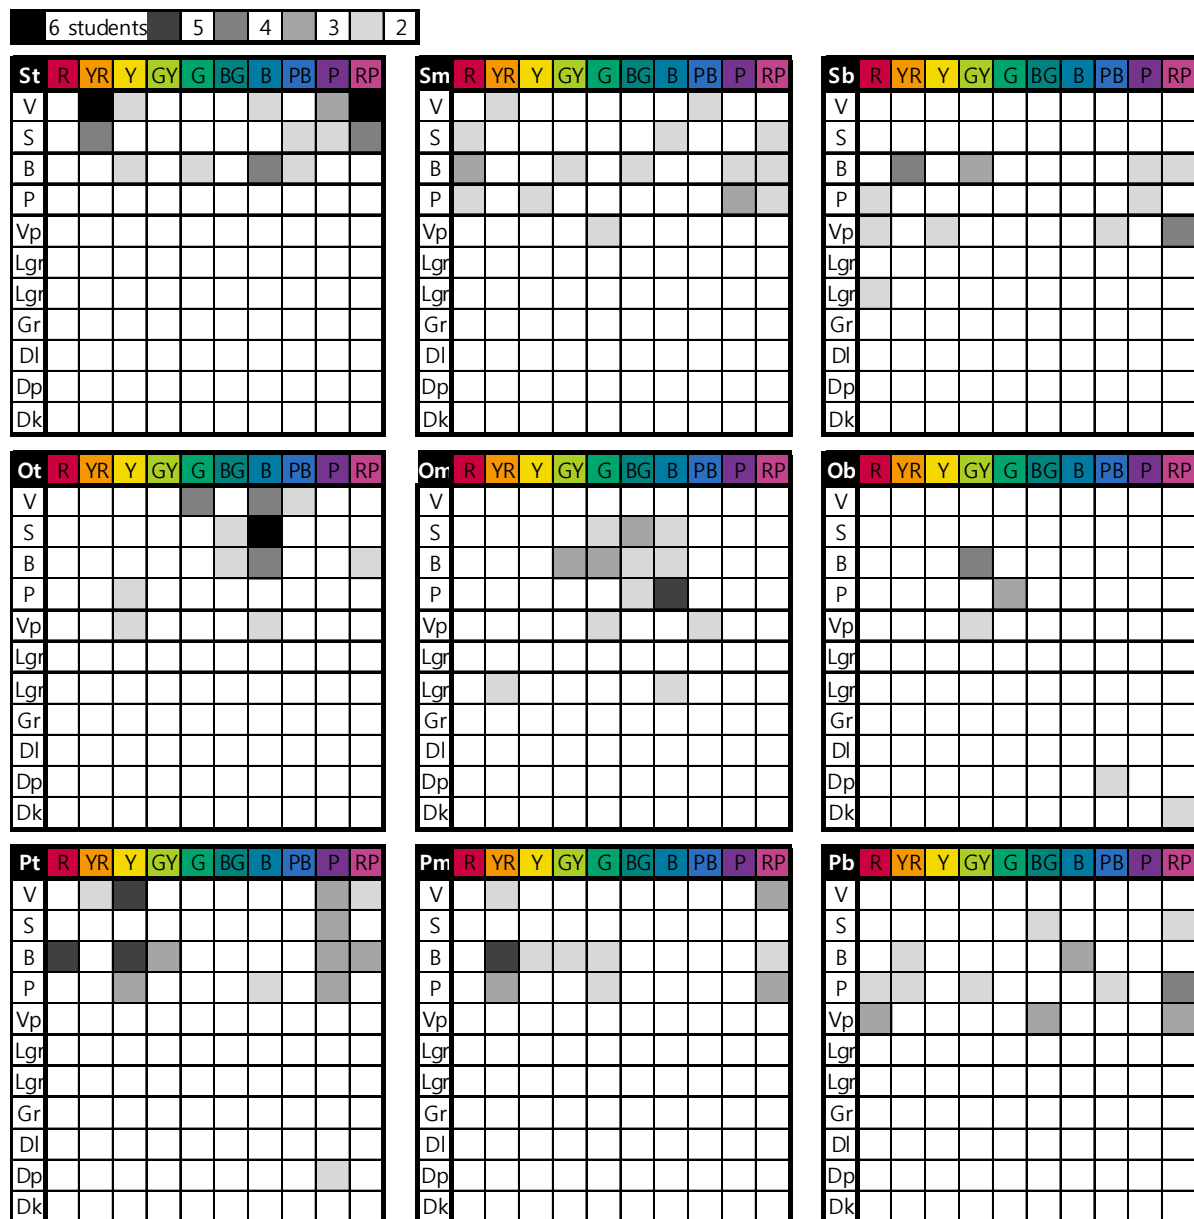 6 students 5 4 3 2
St R YR Y GY G BG B PB P RP Sm R YR Y GY G BG B PB P RP Sb R YR Y GY G BG B PB P RP
V V V
S S S
B B B
P P P
Vp Vp Vp
Lgr Lgr Lgr
Lgr Lgr Lgr
Gr Gr Gr
Dl Dl Dl
Dp Dp Dp
Dk Dk Dk
Ot R YR Y GY G BG B PB P RP Om R YR Y GY G BG B PB P RP Ob R YR Y GY G BG B PB P RP
V V V
S S S
B B B
P P P
Vp Vp Vp
Lgr Lgr Lgr
Lgr Lgr Lgr
Gr Gr Gr
Dl Dl Dl
Dp Dp Dp
Dk Dk Dk
Pt R YR Y GY G BG B PB P RP Pm R YR Y GY G BG B PB P RP Pb R YR Y GY G BG B PB P RP
V V V
S S S
B B B
P P P
Vp Vp Vp
Lgr Lgr Lgr
Lgr Lgr Lgr
Gr Gr Gr
Dl Dl Dl
Dp Dp Dp
Dk Dk Dk